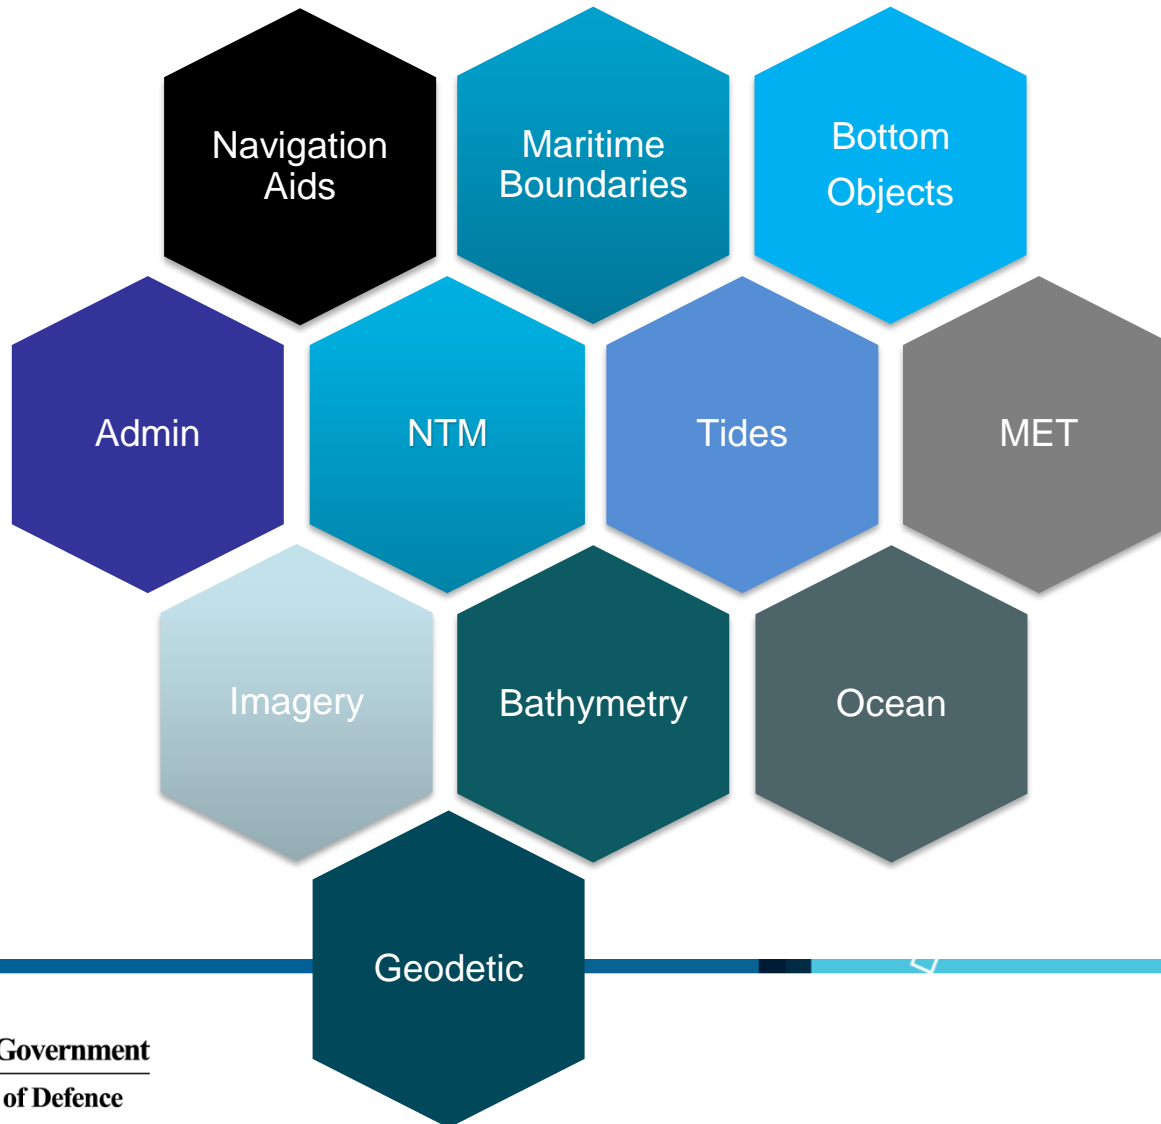 Navigation
Aids
Maritime
Boundaries
Bottom
Objects
Admin
NTM
Tides
MET
Imagery
Bathymetry
Ocean
Geodetic
Government
of Defence